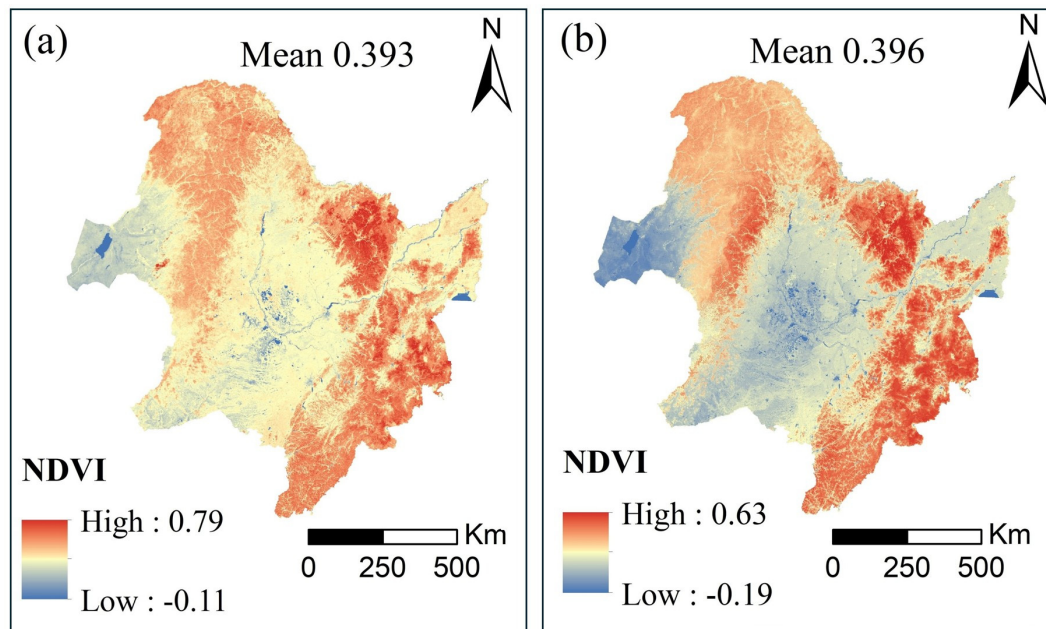 (a)
Mean 0.393
N
NDVI
High : 0.79
Low : -0.11
Km
0 250 500
(b)
Mean 0.396
N
NDVI
High : 0.63
Low : -0.19
Km
0 250 500